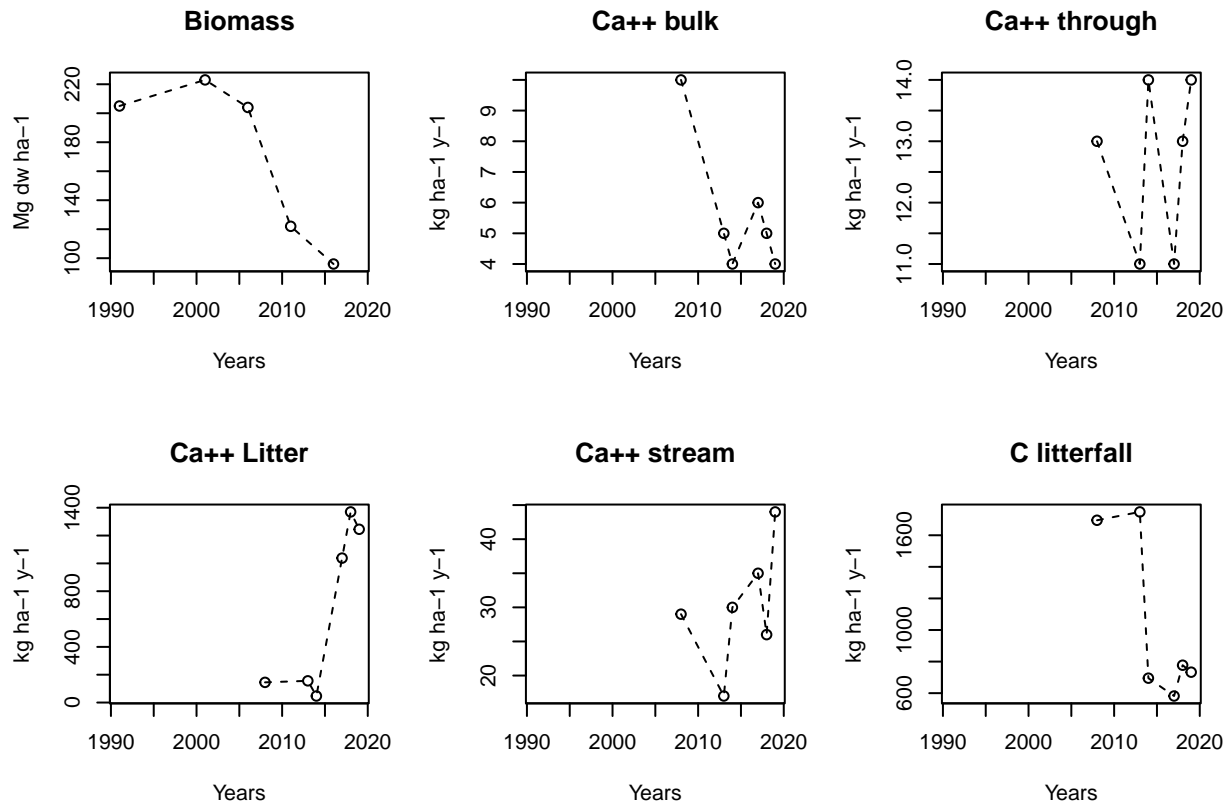 Biomass
Mg dw ha−1
220
180
140
100
1990 2000 2010 2020
Years
Ca++ bulk
kg ha−1 y−1
9
8
7
6
5
4
1990 2000 2010 2020
Years
Ca++ through
kg ha−1 y−1
14.0
13.0
12.0
11.0
1990 2000 2010 2020
Years
Ca++ Litter
kg ha−1 y−1
1400
800
400
0
1990 2000 2010 2020
Years
Ca++ stream
kg ha−1 y−1
40
30
20
1990 2000 2010 2020
Years
C litterfall
kg ha−1 y−1
1600
1000
600
1990 2000 2010 2020
Years